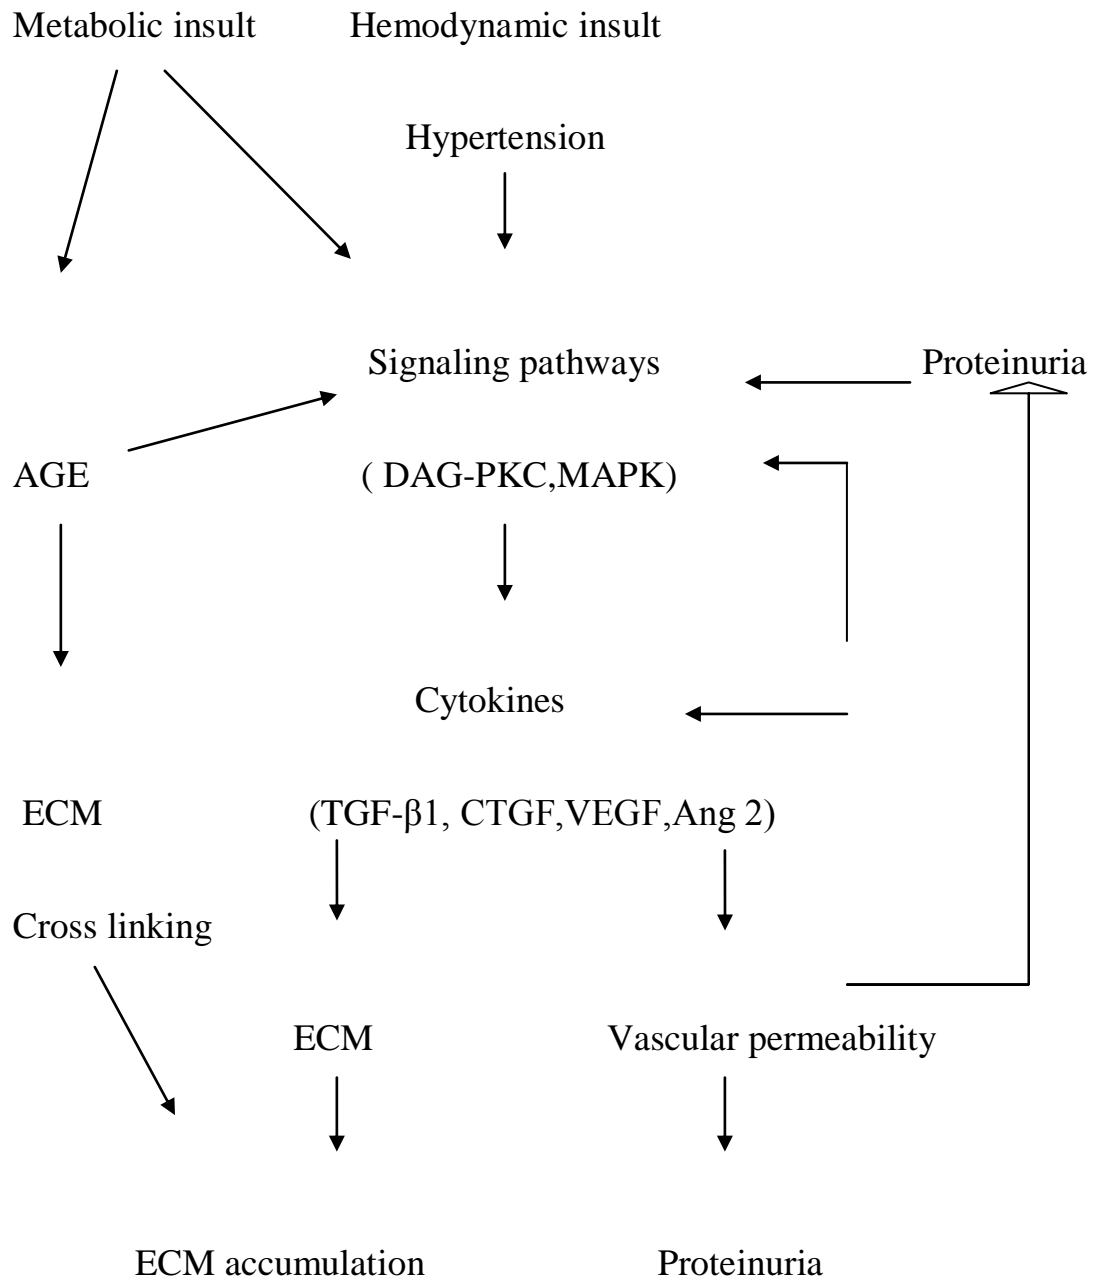 Metabolic insult Hemodynamic insult
Hypertension
Signaling pathways Proteinuria
AGE ( DAG-PKC,MAPK)
Cytokines
ECM (TGF-β1, CTGF,VEGF,Ang 2)
Cross linking
ECM Vascular permeability
ECM accumulation Proteinuria